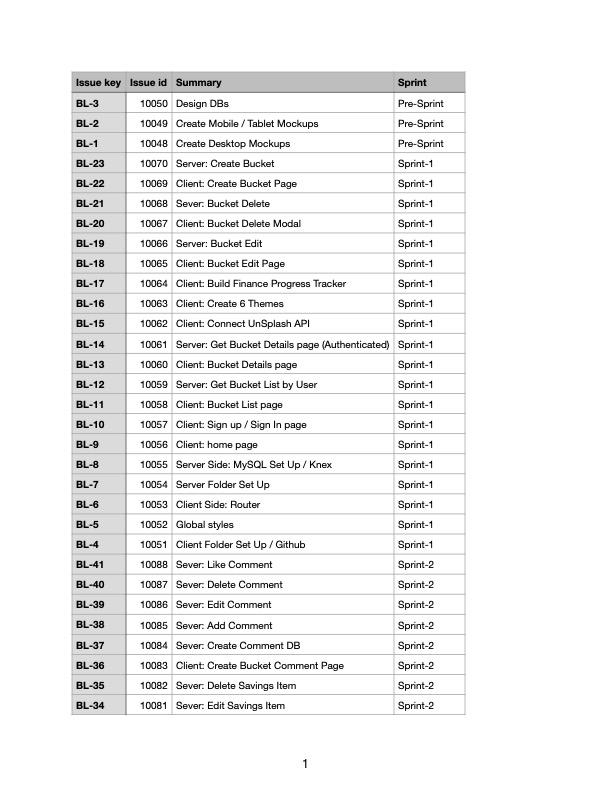 Issue key Issue id Summary Sprint
BL-3 10050 Design DBs Pre-Sprint
BL-2 10049 Create Mobile / Tablet Mockups Pre-Sprint
BL-1 10048 Create Desktop Mockups Pre-Sprint
BL-23 10070 Server: Create Bucket Sprint-1
BL-22 10069 Client: Create Bucket Page Sprint-1
BL-21 10068 Sever: Bucket Delete Sprint-1
BL-20 10067 Client: Bucket Delete Modal Sprint-1
BL-19 10066 Server: Bucket Edit Sprint-1
BL-18 10065 Client: Bucket Edit Page Sprint-1
BL-17 10064 Client: Build Finance Progress Tracker Sprint-1
BL-16 10063 Client: Create 6 Themes Sprint-1
BL-15 10062 Client: Connect UnSplash API Sprint-1
BL-14 10061 Server: Get Bucket Details page (Authenticated) Sprint-1
BL-13 10060 Client: Bucket Details page Sprint-1
BL-12 10059 Server: Get Bucket List by User Sprint-1
BL-11 10058 Client: Bucket List page Sprint-1
BL-10 10057 Client: Sign up / Sign In page Sprint-1
BL-9 10056 Client: home page Sprint-1
BL-8 10055 Server Side: MySQL Set Up / Knex Sprint-1
BL-7 10054 Server Folder Set Up Sprint-1
BL-6 10053 Client Side: Router Sprint-1
BL-5 10052 Global styles Sprint-1
BL-4 10051 Client Folder Set Up / Github Sprint-1
BL-41 10088 Sever: Like Comment Sprint-2
BL-40 10087 Sever: Delete Comment Sprint-2
BL-39 10086 Sever: Edit Comment Sprint-2
BL-38 10085 Sever: Add Comment Sprint-2
BL-37 10084 Sever: Create Comment DB Sprint-2
BL-36 10083 Client: Create Bucket Comment Page Sprint-2
BL-35 10082 Sever: Delete Savings Item Sprint-2
BL-34 10081 Sever: Edit Savings Item Sprint-2
1